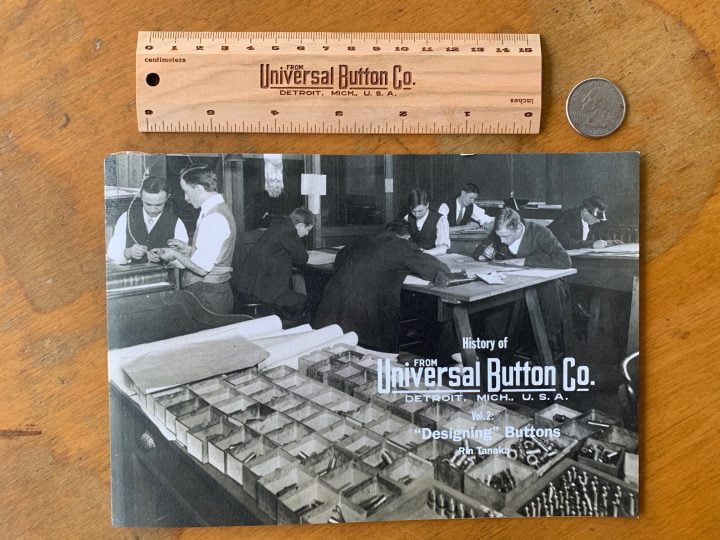 0 1 2 3 4 5 6 7 8 9 10 11 12 13 14 15
centimeters
FROM
Universal Button Co.
DETROIT, MICH., U. S. A.
inches
6 5 4 3 2 1 0
History of
FROM
Universal Button Co.
DETROIT, MICH., U. S. A.
Vol.2:
"Designing" Buttons
Rin Tanaka